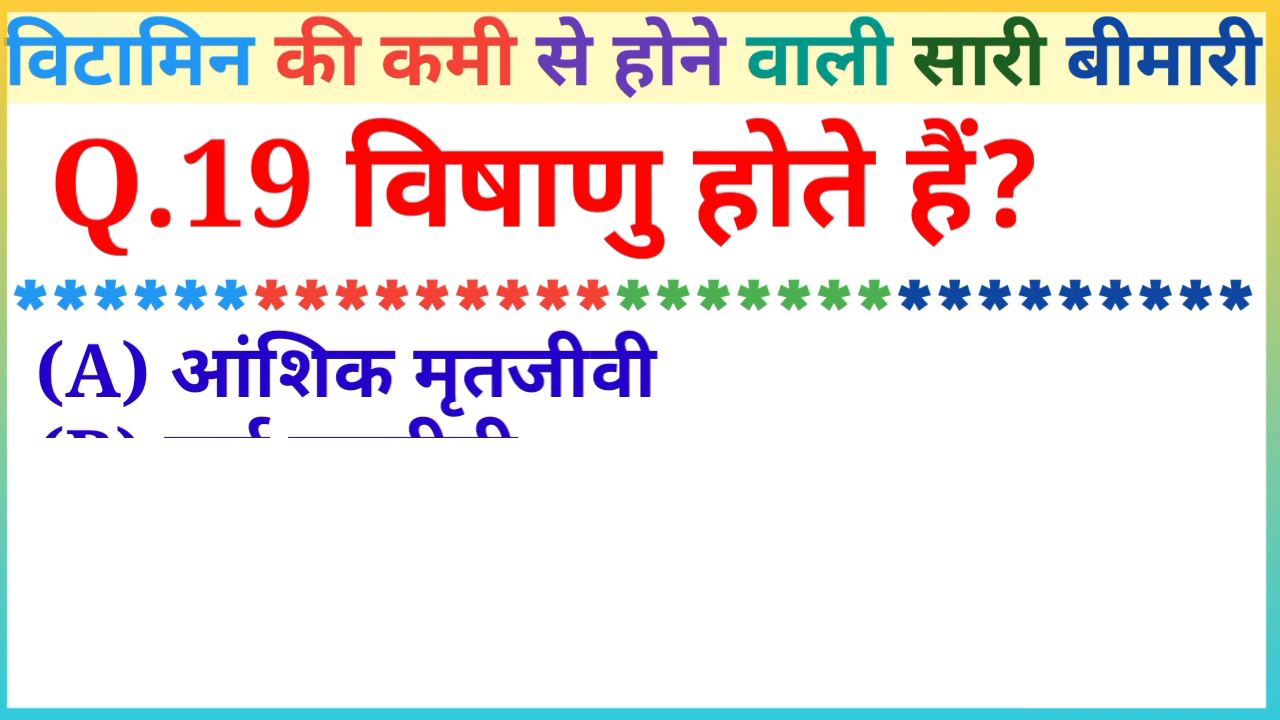 विटामिन की कमी से होने वाली सारी बीमारी
Q.19 विषाणु होते हैं?
*******************************
(A) आंशिक मृतजीवी